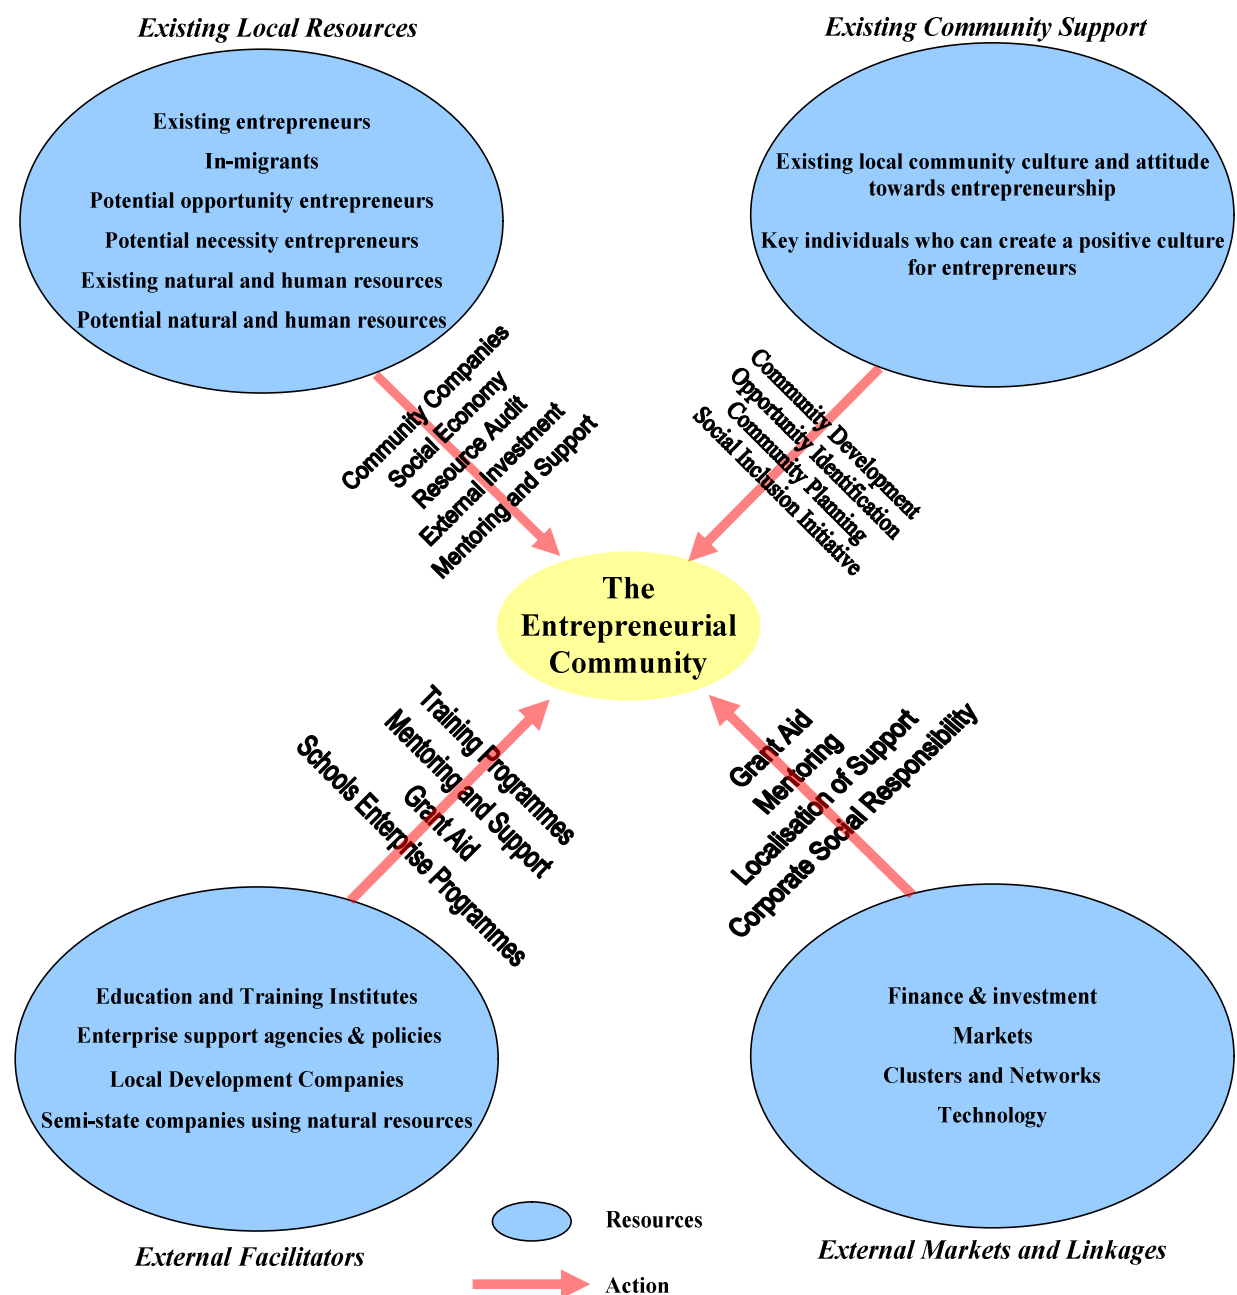 Existing Local Resources
Existing entrepreneurs
In-migrants
Potential opportunity entrepreneurs
Potential necessity entrepreneurs
Existing natural and human resources
Potential natural and human resources
Existing Community Support
Existing local community culture and attitude
towards entrepreneurship
Key individuals who can create a positive culture
for entrepreneurs
Community Companies
Social Economy
Resource Audit
External Investment
Mentoring and Support
Community Development
Opportunity Identification
Community Planning
Social Inclusion Initiative
The
Entrepreneurial
Community
Training Programmes
Mentoring and Support
Grant Aid
Schools Enterprise Programmes
Grant Aid
Mentoring
Localisation of Support
Corporate Social Responsibility
Education and Training Institutes
Enterprise support agencies & policies
Local Development Companies
Semi-state companies using natural resources
External Facilitators
Finance & investment
Markets
Clusters and Networks
Technology
External Markets and Linkages
Resources
Action